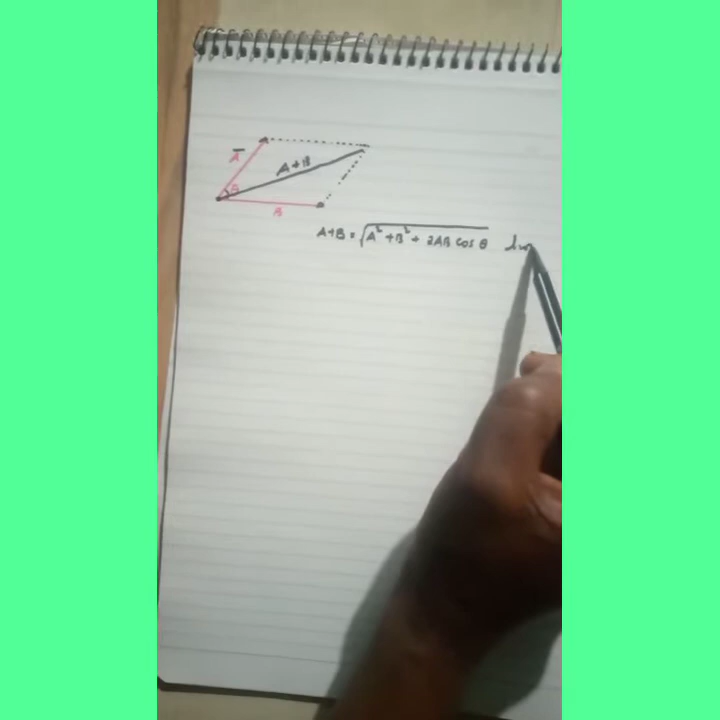 A
A+B
θ
B
A+B = √A² + B² + 2AB cos θ